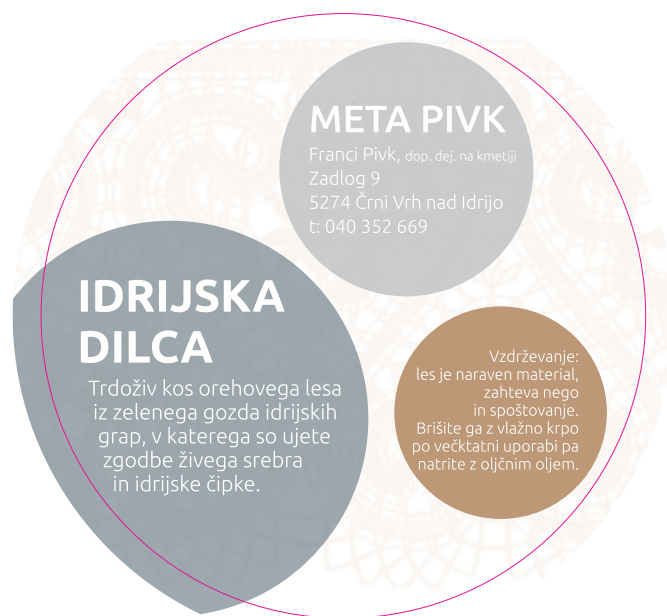 META PIVK
Franci Pivk, dop. dej. na kmetiji
Zadlog 9
5274 Črni Vrh nad Idrijo
t: 040 352 669
IDRIJSKA
DILCA
Trdoživ kos orehovega lesa
iz zelenega gozda idrijskih
grap, v katerega so ujete
zgodbe živega srebra
in idrijske čipke.
Vzdrževanje:
les je naraven material,
zahteva nego
in spoštovanje.
Brišite ga z vlažno krpo
po večktatni uporabi pa
natrite z oljčnim oljem.